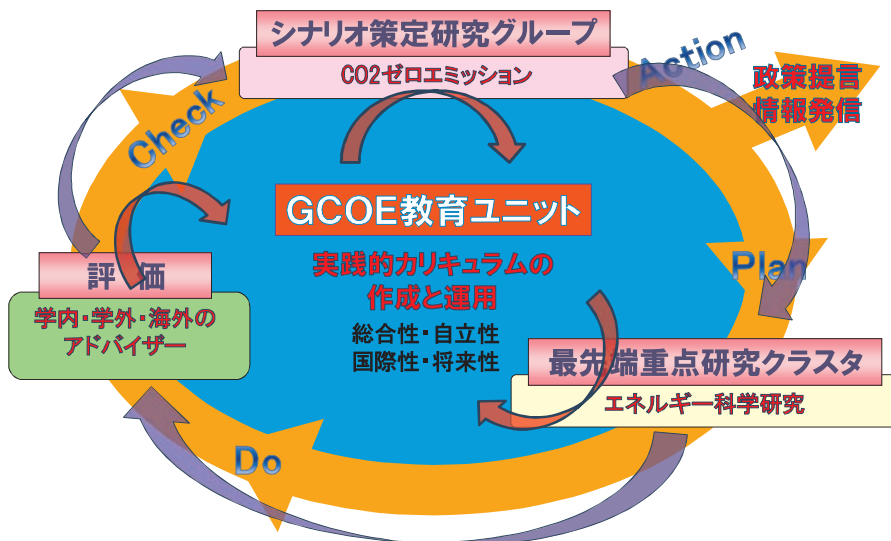 シナリオ策定研究グループ
CO2ゼロエミッション
Action
政策提言
情報発信
Check
GCOE教育ユニット
実践的カリキュラムの
作成と運用
総合性・自立性
国際性・将来性
Plan
評 価
学内・学外・海外の
アドバイザー
最先端重点研究クラスタ
エネルギー科学研究
Do